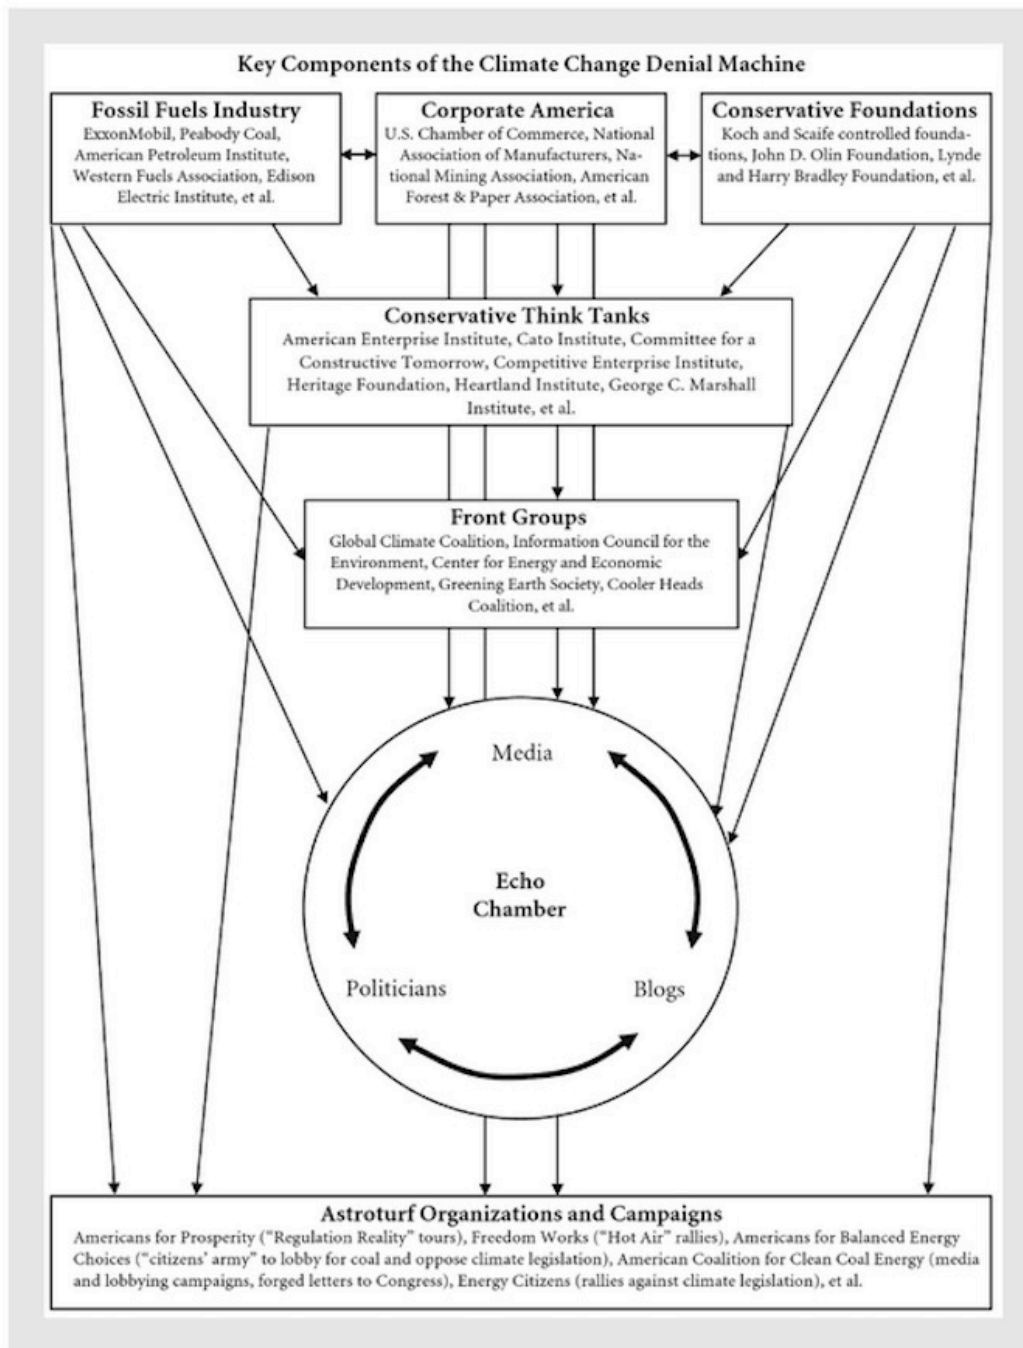 Key Components of the Climate Change Denial Machine
Fossil Fuels Industry
ExxonMobil, Peabody Coal,
American Petroleum Institute,
Western Fuels Association, Edison
Electric Institute, et al.
Corporate America
U.S. Chamber of Commerce, National
Association of Manufacturers, Na-
tional Mining Association, American
Forest & Paper Association, et al.
Conservative Foundations
Koch and Scaife controlled founda-
tions, John D. Olin Foundation, Lynde
and Harry Bradley Foundation, et al.
Conservative Think Tanks
American Enterprise Institute, Cato Institute, Committee for a
Constructive Tomorrow, Competitive Enterprise Institute,
Heritage Foundation, Heartland Institute, George C. Marshall
Institute, et al.
Front Groups
Global Climate Coalition, Information Council for the
Environment, Center for Energy and Economic
Development, Greening Earth Society, Cooler Heads
Coalition, et al.
Media
Echo
Chamber
Politicians
Blogs
Astroturf Organizations and Campaigns
Americans for Prosperity (“Regulation Reality” tours), Freedom Works (“Hot Air” rallies), Americans for Balanced Energy
Choices (“citizens’ army” to lobby for coal and oppose climate legislation), American Coalition for Clean Coal Energy (media
and lobbying campaigns, forged letters to Congress), Energy Citizens (rallies against climate legislation), et al.